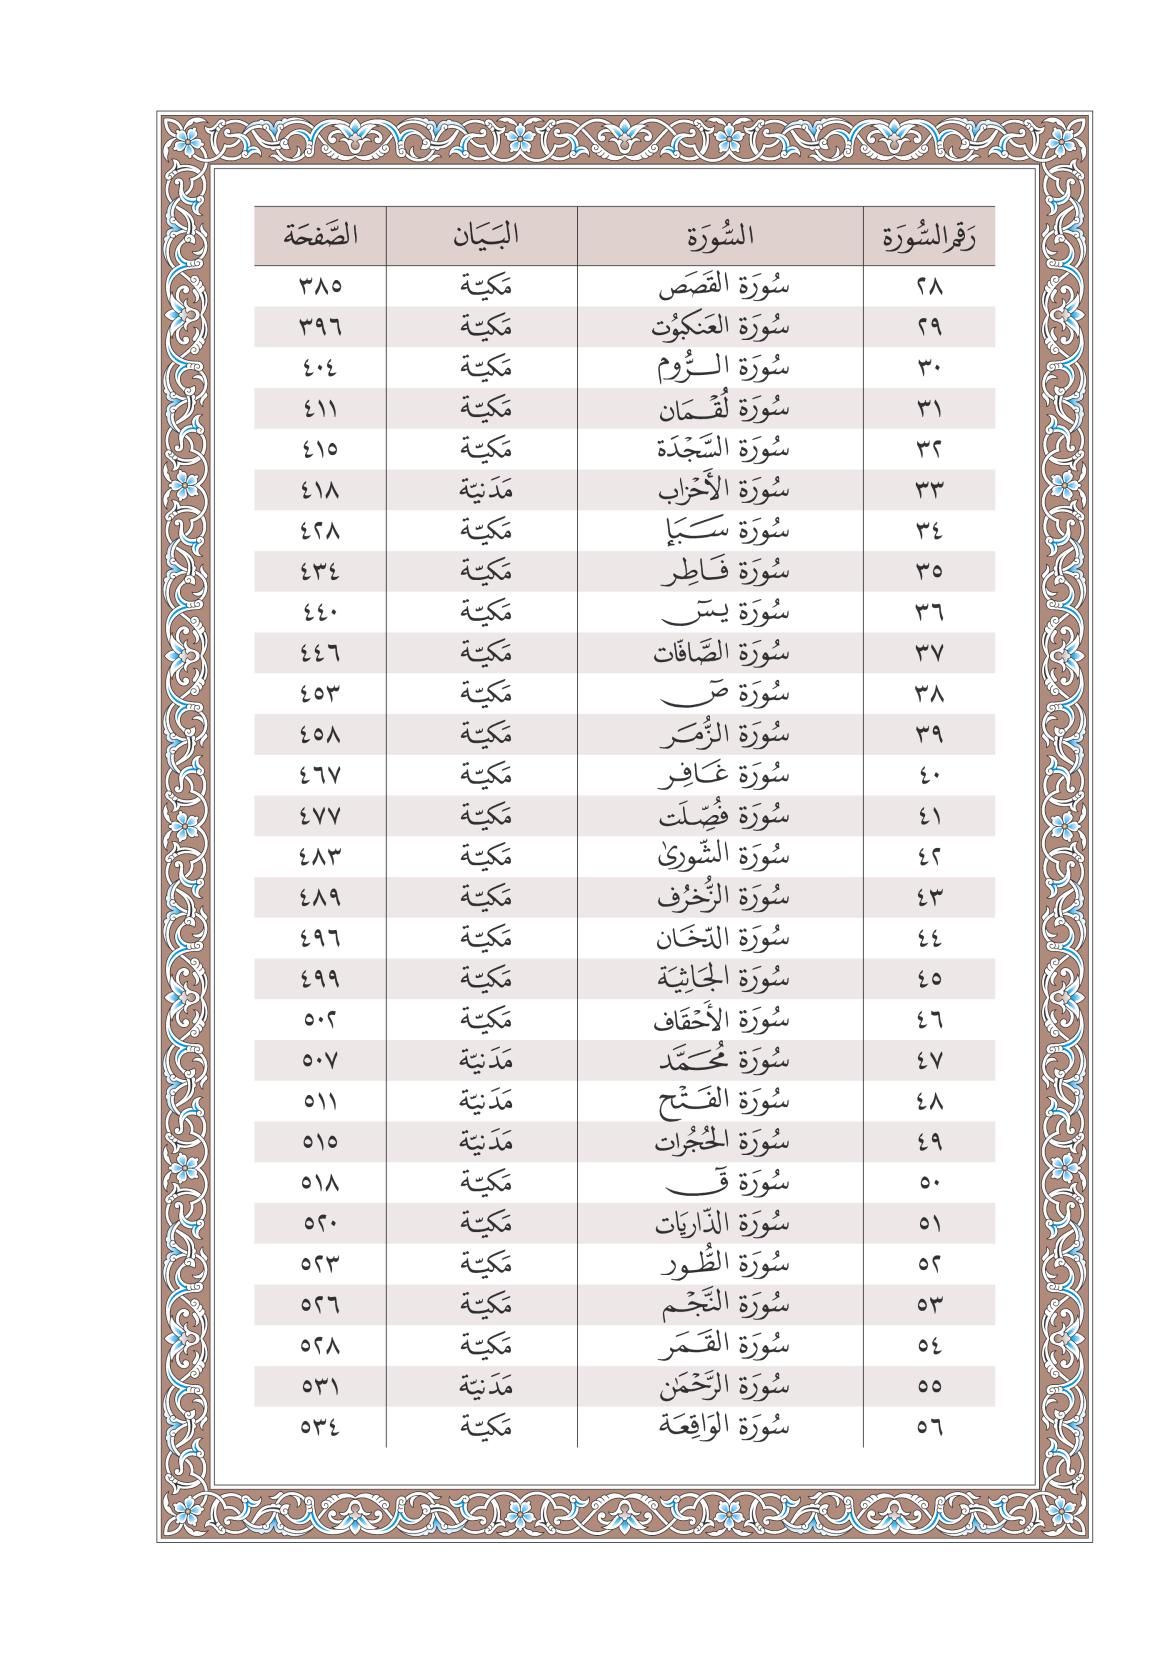 رَقم السُّورَة السُّورَة البَيَان الصَّفحَة
٢٨ سُورَة القَصَص مَكيّة ٣٨٥
٢٩ سُورَة العَنكبُوت مَكيّة ٣٩٦
٣٠ سُورَة الرُّوم مَكيّة ٤٠٤
٣١ سُورَة لُقْمَان مَكيّة ٤١١
٣٢ سُورَة السَّجْدَة مَكيّة ٤١٥
٣٣ سُورَة الأَحْزاب مَدَنيّة ٤١٨
٣٤ سُورَة سَبَإ مَكيّة ٤٢٨
٣٥ سُورَة فَاطِر مَكيّة ٤٣٤
٣٦ سُورَة يسٓ مَكيّة ٤٤٠
٣٧ سُورَة الصَّافّات مَكيّة ٤٤٦
٣٨ سُورَة صٓ مَكيّة ٤٥٣
٣٩ سُورَة الزُّمَر مَكيّة ٤٥٨
٤٠ سُورَة غَافِر مَكيّة ٤٦٧
٤١ سُورَة فُصِّلَت مَكيّة ٤٧٧
٤٢ سُورَة الشّورىٰ مَكيّة ٤٨٣
٤٣ سُورَة الزُّخرُف مَكيّة ٤٨٩
٤٤ سُورَة الدّخَان مَكيّة ٤٩٦
٤٥ سُورَة الجَاثِيَة مَكيّة ٤٩٩
٤٦ سُورَة الأَحْقَاف مَكيّة ٥٠٢
٤٧ سُورَة مُحَمَّد مَدَنيّة ٥٠٧
٤٨ سُورَة الفَتْح مَدَنيّة ٥١١
٤٩ سُورَة الحُجُرات مَدَنيّة ٥١٥
٥٠ سُورَة قٓ مَكيّة ٥١٨
٥١ سُورَة الذّاريَات مَكيّة ٥٢٠
٥٢ سُورَة الطُّور مَكيّة ٥٢٣
٥٣ سُورَة النَّجْم مَكيّة ٥٢٦
٥٤ سُورَة القَمَر مَكيّة ٥٢٨
٥٥ سُورَة الرَّحْمَٰن مَدَنيّة ٥٣١
٥٦ سُورَة الوَاقِعَة مَكيّة ٥٣٤